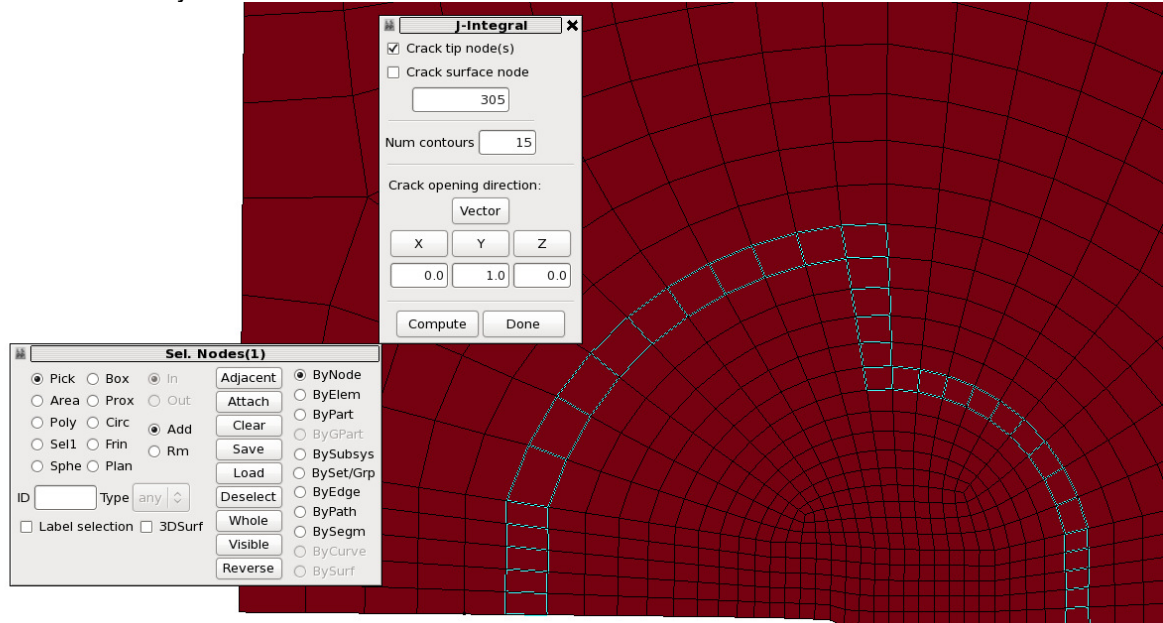 J-Integral
Crack tip node(s)
Crack surface node
305
Num contours 15
Crack opening direction:
Vector
X Y Z
0.0 1.0 0.0
Compute Done
Sel. Nodes(1)
Pick Box In Adjacent ByNode
Area Prox Out Attach ByElem
Poly Circ Add Clear ByPart
Sel1 Frin Rm Save ByGPart
Sphe Plan Load BySubsys
ID Type any Deselect BySet/Grp
Label selection 3DSurf Whole ByEdge
Visible ByPath
Reverse BySegm
ByCurve
BySurf